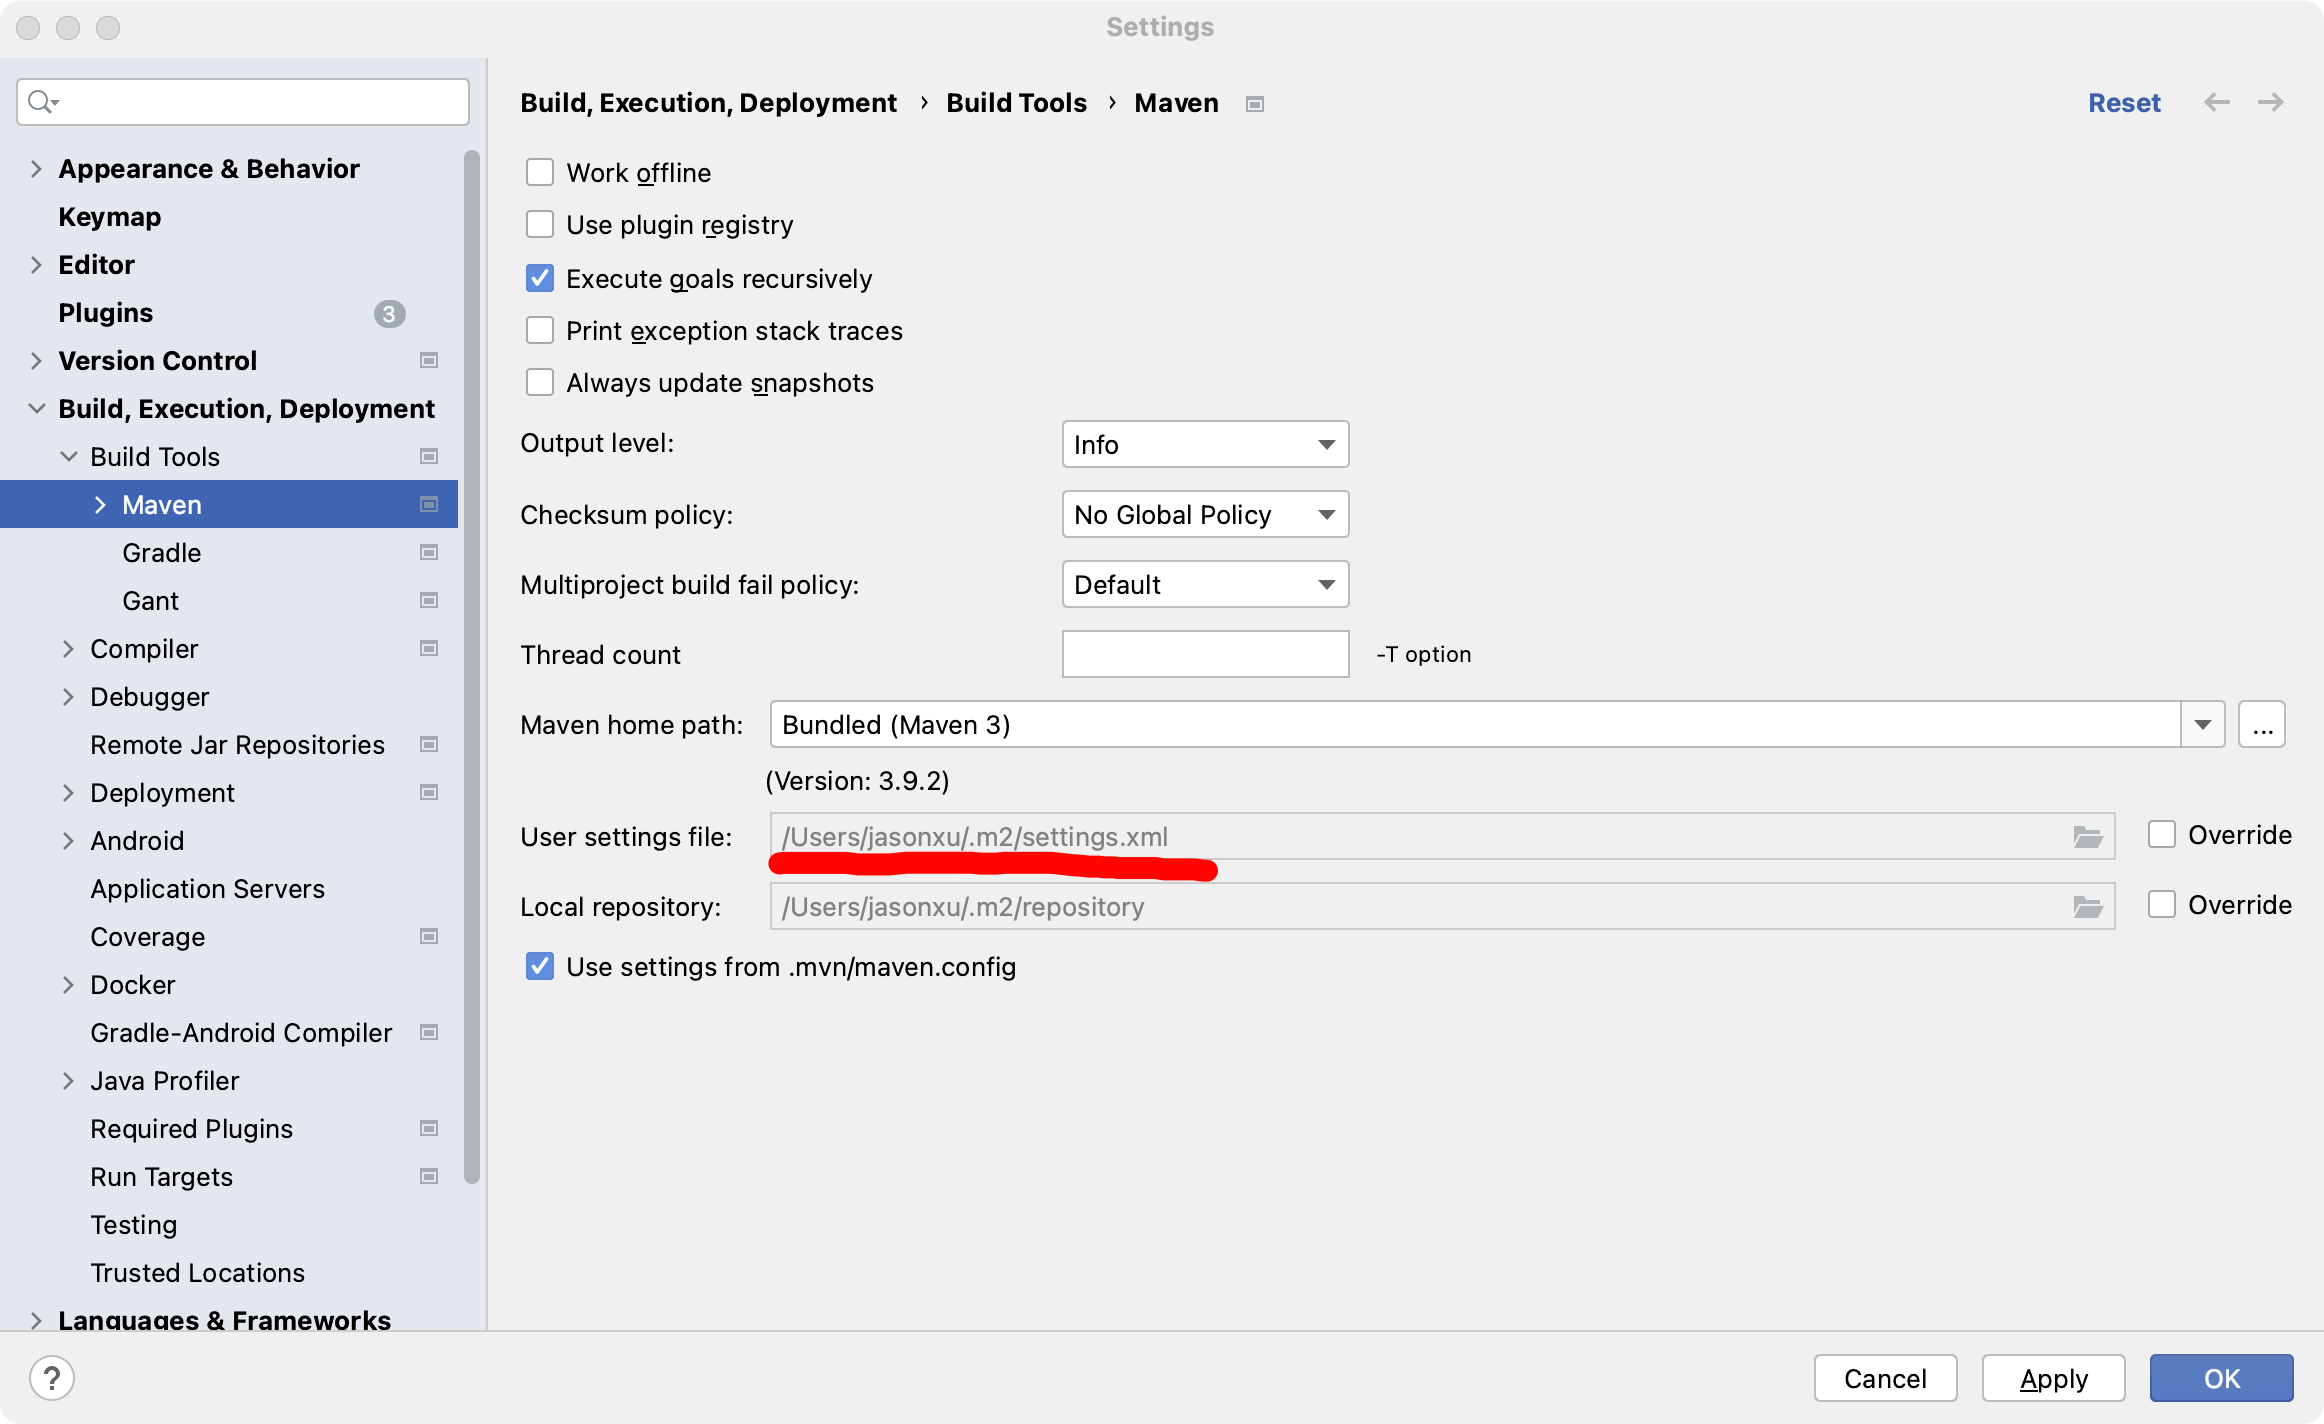 Settings
Build, Execution, Deployment › Build Tools › Maven
Reset
Appearance & Behavior
Keymap
Editor
Plugins 3
Version Control
Build, Execution, Deployment
Build Tools
Maven
Gradle
Gant
Compiler
Debugger
Remote Jar Repositories
Deployment
Android
Application Servers
Coverage
Docker
Gradle-Android Compiler
Java Profiler
Required Plugins
Run Targets
Testing
Trusted Locations
Languages & Frameworks
Work offline
Use plugin registry
Execute goals recursively
Print exception stack traces
Always update snapshots
Output level: Info
Checksum policy: No Global Policy
Multiproject build fail policy: Default
Thread count -T option
Maven home path: Bundled (Maven 3) ...
(Version: 3.9.2)
User settings file: /Users/jasonxu/.m2/settings.xml Override
Local repository: /Users/jasonxu/.m2/repository Override
Use settings from .mvn/maven.config
? Cancel Apply OK